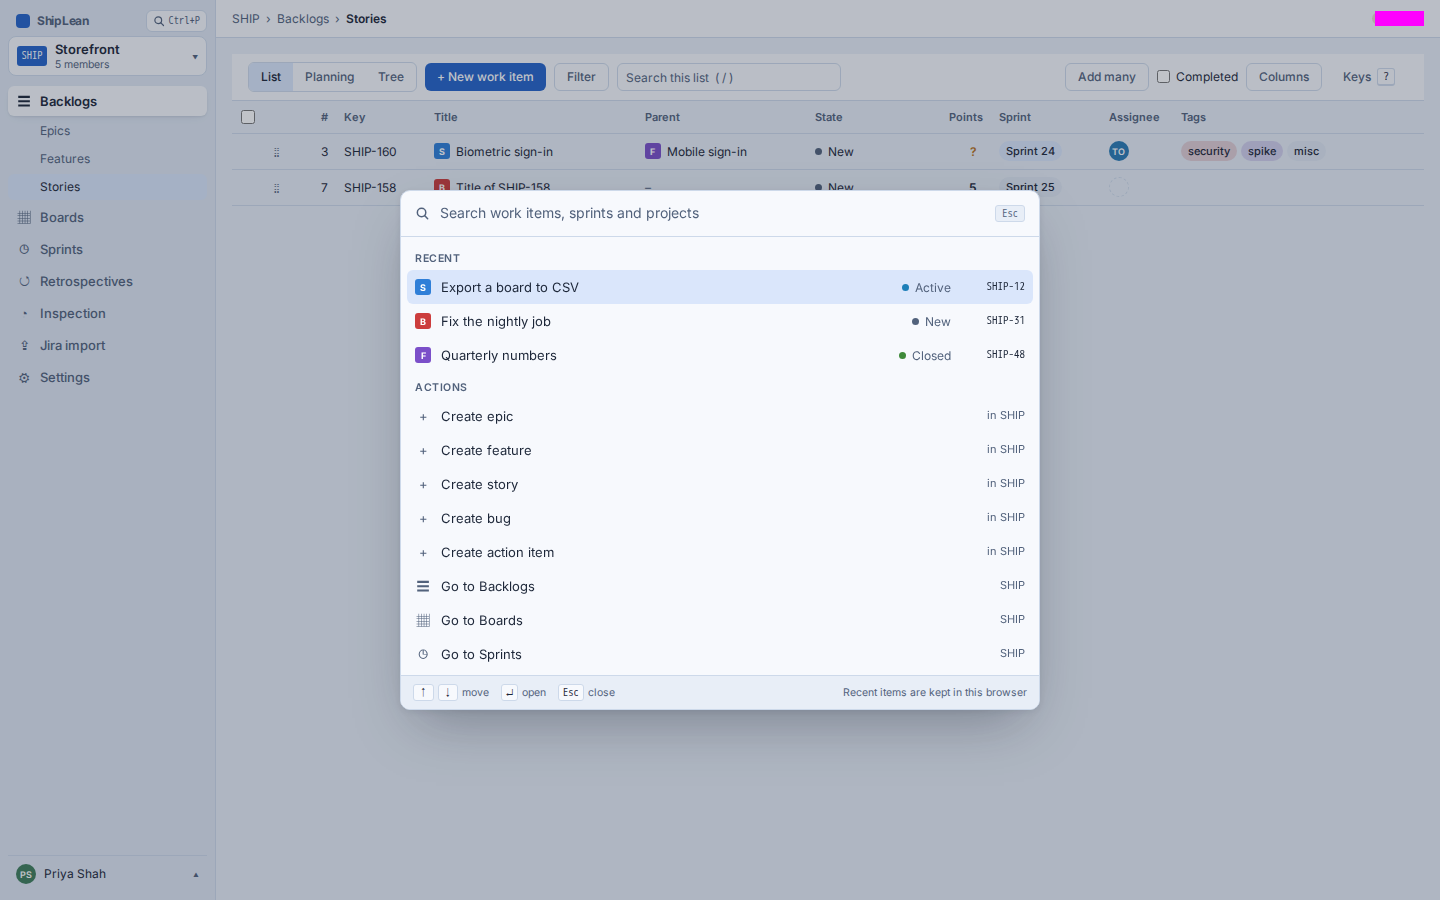 ShipLean
Ctrl+P
SHIP
Storefront
5 members
Backlogs
Epics
Features
Stories
Boards
Sprints
Retrospectives
Inspection
Jira import
Settings
PS Priya Shah
SHIP › Backlogs › Stories
List Planning Tree + New work item Filter Search this list ( / ) Add many Completed Columns Keys ?
# Key Title Parent State Points Sprint Assignee Tags
3 SHIP-160 S Biometric sign-in F Mobile sign-in New ? Sprint 24 TO security spike misc
7 SHIP-158 B Title of SHIP-158 – New 5 Sprint 25
Search work items, sprints and projects Esc
RECENT
S Export a board to CSV Active SHIP-12
B Fix the nightly job New SHIP-31
F Quarterly numbers Closed SHIP-48
ACTIONS
+ Create epic in SHIP
+ Create feature in SHIP
+ Create story in SHIP
+ Create bug in SHIP
+ Create action item in SHIP
Go to Backlogs SHIP
Go to Boards SHIP
Go to Sprints SHIP
↑ ↓ move ↵ open Esc close Recent items are kept in this browser